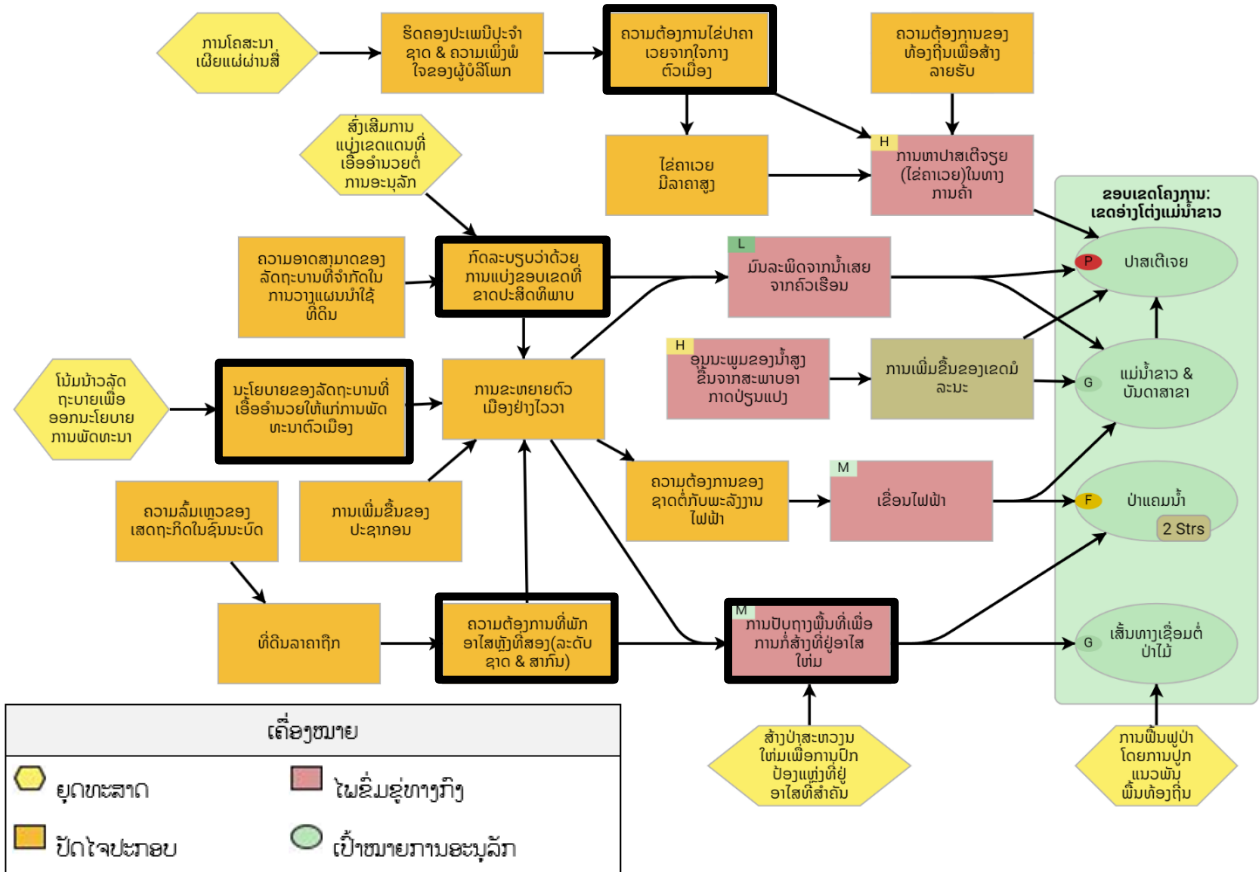 ການໂຄສະນາ
ເຜີຍແຜ່ຜ່ານສື່
ຮິດຄອງປະເພນີປະຈຳ
ຊາດ & ຄວາມເພິ່ງພໍ
ໃຈຂອງຜູ້ບໍລິໂພກ
ຄວາມຕ້ອງການໄຂ່ປາຄາ
ເວຍຈາກໃຈກາງ
ຕົວເມື່ອງ
ຄວາມຕ້ອງການຂອງ
ທ້ອງຖິ່ນເພື່ອສ້າງ
ລາຍຮັບ
ສົ່ງເສີມການ
ແບ່ງເຂດແດນທີ່
ເອື້ອອຳນວຍຕໍ່
ການອະນຸລັກ
ໄຂ່ຄາເວຍ
ມີລາຄາສູງ
H
ການຫາປາສເຕີຈຽຍ
(ໄຂ່ຄາເວຍ)ໃນທາງ
ການຄ້າ
ຂອບເຂດໂຄງການ:
ເຂດອ່າງໂຕ່ງແມ່ນ້ຳຂາວ
ຄວາມອາດສາມາດຂອງ
ລັດຖະບານທີ່ຈຳກັດໃນ
ການວາງແຜນນຳໃຊ້
ທີ່ດິນ
ກົດລະບຽບວ່າດ້ວຍ
ການແບ່ງຂອບເຂດທີ່
ຂາດປະສິດທິພາບ
L
ມົນລະພິດຈາກນ້ຳເສຍ
ຈາກຄົວເຮືອນ
P
ປາສເຕີເຈຍ
ໂນ້ມນ້າວລັດ
ຖະບາຍເພື່ອ
ອອກນະໂຍບາຍ
ການພັດທະນາ
ນະໂຍບາຍຂອງລັດຖະບານທີ່
ເອື້ອອຳນວຍໃຫ້ແກ່ການພັດ
ທະນາຕົວເມືອງ
ການຂະຫຍາຍຕົວ
ເມືອງຢ່າງໄວວາ
H
ອຸນນະພູມຂອງນ້ຳສູງ
ຂື້ນຈາກສະພາບອາ
ກາດປ່ຽນແປງ
ການເພີ່ມຂື້ນຂອງເຂດມໍ
ລະນະ
G
ແມ່ນ້ຳຂາວ &
ບັນດາສາຂາ
ຄວາມລົ້ມເຫຼວຂອງ
ເສດຖະກິດໃນຊົນນະບົດ
ການເພີ່ມຂື້ນຂອງ
ປະຊາກອນ
ຄວາມຕ້ອງການຂອງ
ຊາດຕໍ່ກັບພະລັງງານ
ໄຟຟ້າ
M
ເຂື່ອນໄຟຟ້າ
F
ປ່າແຄມນ້ຳ
2 Strs
ທີ່ດິນລາຄາຖືກ
ຄວາມຕ້ອງການທີ່ພັກ
ອາໄສຫຼັງທີ່ສອງ(ລະດັບ
ຊາດ & ສາກົນ)
M
ການປັບຖາງພື້ນທີ່ເພື່ອ
ການກໍ່ສ້າງທີ່ຢູ່ອາໄສ
ໃຫ່ມ
G
ເສັ້ນທາງເຊື່ອມຕໍ່
ປ່າໄມ້
ສ້າງປ່າສະຫງວນ
ໃຫ່ມເພື່ອການປົກ
ປ້ອງແຫຼ່ງທີ່ຢູ່
ອາໄສທີ່ສຳຄັນ
ການຟື້ນຟູປ່າ
ໂດຍການປູກ
ແນວພັນ
ພື້ນທ້ອງຖິ່ນ
ເຄື່ອງໝາຍ
ຍຸດທະສາດ
ໄພຂົ່ມຂູ່ທາງກົງ
ປັດໄຈປະກອບ
ເປົ້າໝາຍການອະນຸລັກ